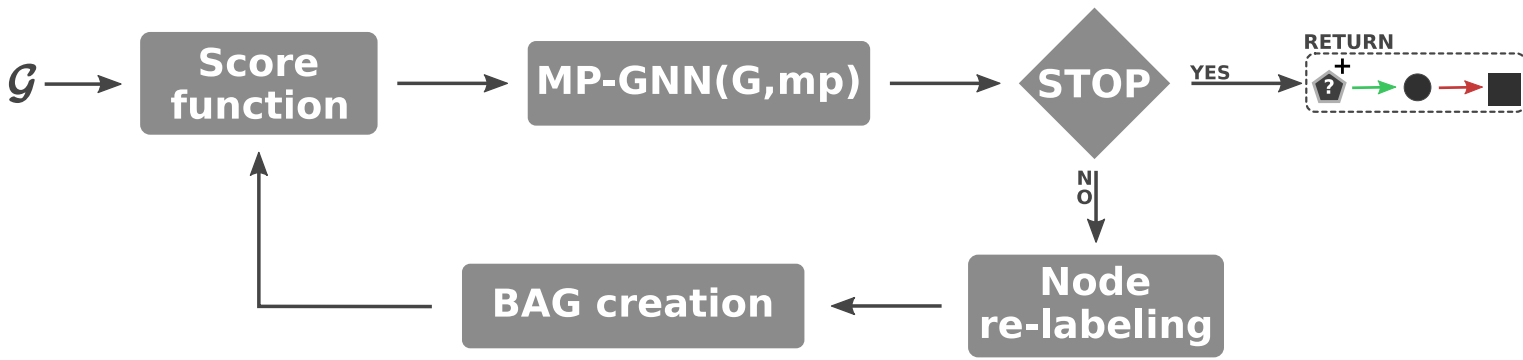 𝒢
Score
function
MP-GNN(G,mp)
STOP
YES
RETURN
+
?
N
O
Node
re-labeling
BAG creation